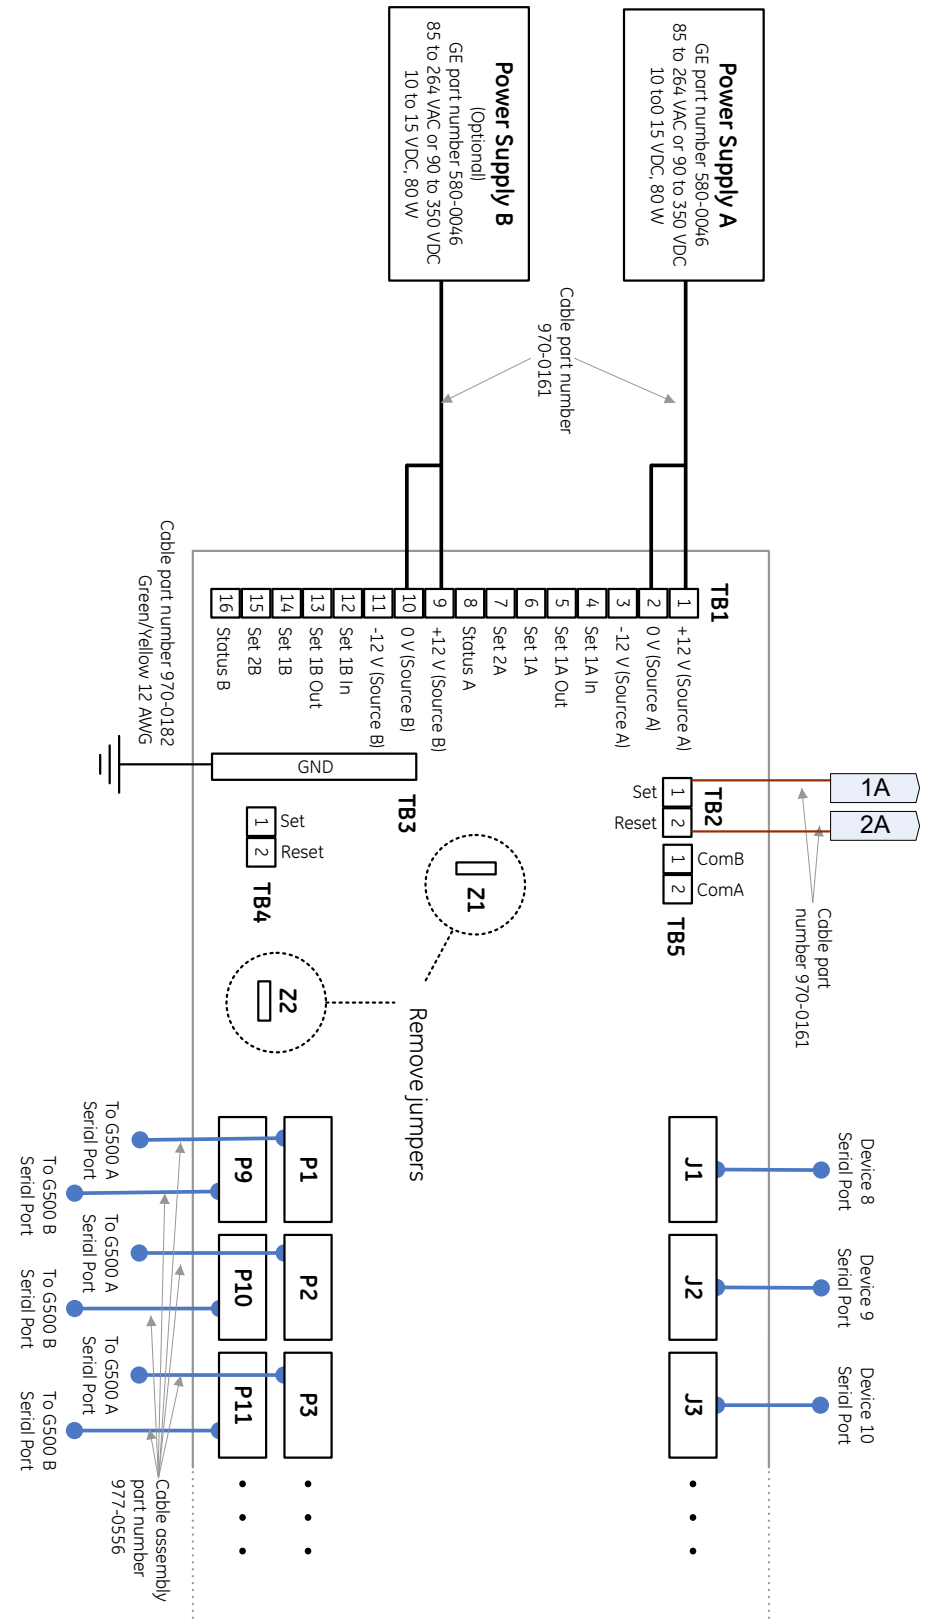 Power Supply A
GE part number 580-0046
85 to 264 VAC or 90 to 350 VDC
10 to0 15 VDC, 80 W
Power Supply B
(Optional)
GE part number 580-0046
85 to 264 VAC or 90 to 350 VDC
10 to 15 VDC, 80 W
Cable part number
970-0161
TB1
1 +12 V (Source A)
2 0 V (Source A)
3 -12 V (Source A)
4 Set 1A In
5 Set 1A Out
6 Set 1A
7 Set 2A
8 Status A
9 +12 V (Source B)
10 0 V (Source B)
11 -12 V (Source B)
12 Set 1B In
13 Set 1B Out
14 Set 1B
15 Set 2B
16 Status B
Cable part number 970-0182
Green/Yellow 12 AWG
GND
TB3
1A
2A
Cable part
number 970-0161
TB2
Set 1
Reset 2
1 ComB
2 ComA
TB5
1 Set
2 Reset
TB4
Z1
Z2
Remove jumpers
Device 8
Serial Port
Device 9
Serial Port
Device 10
Serial Port
J1
J2
J3
P1
P2
P3
P9
P10
P11
To G500 A
Serial Port
To G500 B
Serial Port
To G500 A
Serial Port
To G500 B
Serial Port
To G500 A
Serial Port
To G500 B
Serial Port
Cable assembly
part number
977-0556